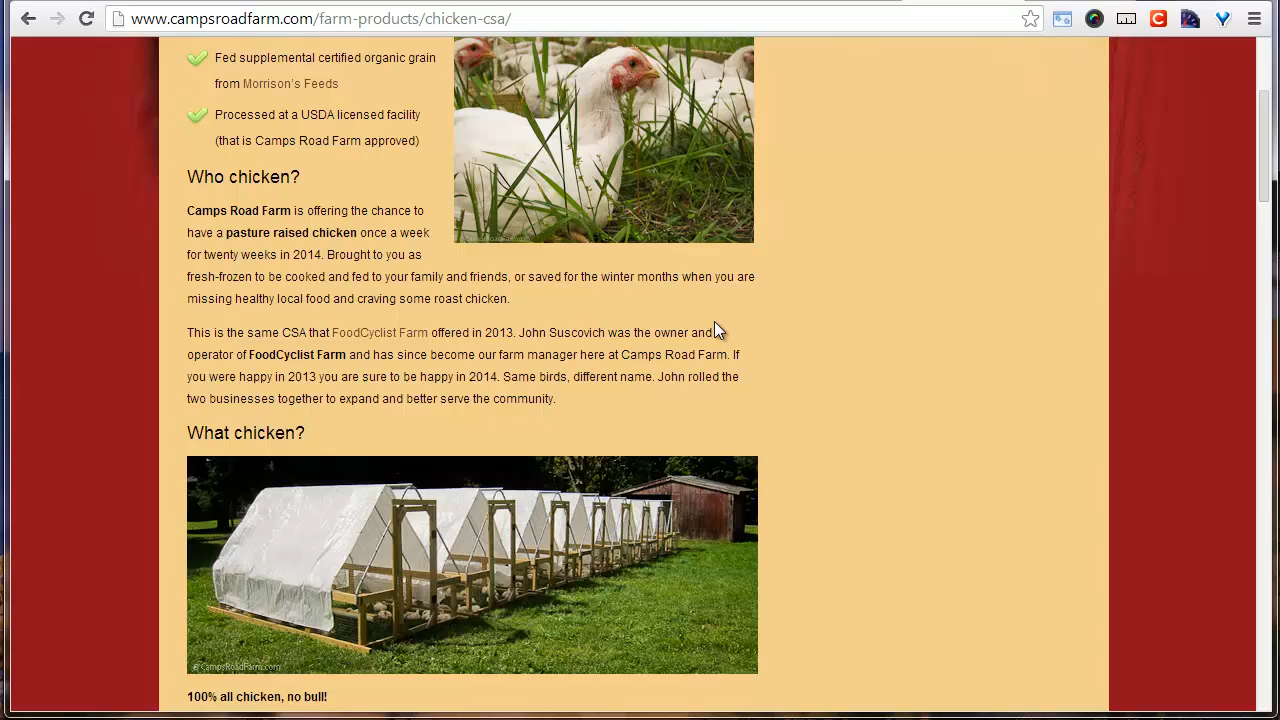 www.campsroadfarm.com/farm-products/chicken-csa/
Fed supplemental certified organic grain
from Morrison's Feeds
Processed at a USDA licensed facility
(that is Camps Road Farm approved)
Who chicken?
Camps Road Farm is offering the chance to
have a pasture raised chicken once a week
for twenty weeks in 2014. Brought to you as
fresh-frozen to be cooked and fed to your family and friends, or saved for the winter months when you are
missing healthy local food and craving some roast chicken.
This is the same CSA that FoodCyclist Farm offered in 2013. John Suscovich was the owner and
operator of FoodCyclist Farm and has since become our farm manager here at Camps Road Farm. If
you were happy in 2013 you are sure to be happy in 2014. Same birds, different name. John rolled the
two businesses together to expand and better serve the community.
What chicken?
CampsRoadFarm.com
100% all chicken, no bull!